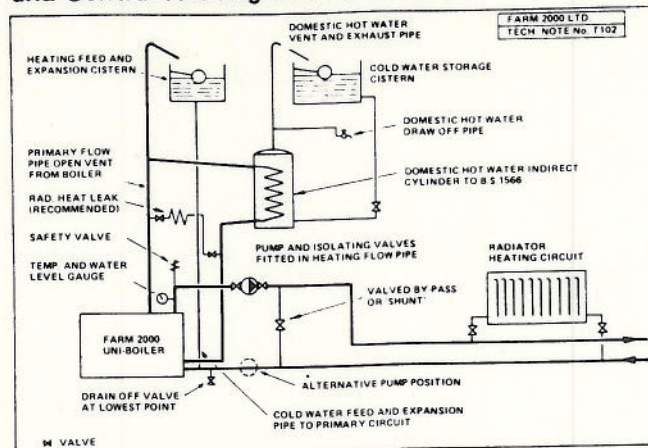 FARM 2000 LTD
TECH NOTE No. T102
DOMESTIC HOT WATER
VENT AND EXHAUST PIPE
HEATING FEED AND
EXPANSION CISTERN
COLD WATER STORAGE
CISTERN
DOMESTIC HOT WATER
DRAW OFF PIPE
PRIMARY FLOW
PIPE OPEN VENT
FROM BOILER
DOMESTIC HOT WATER INDIRECT
CYLINDER TO B.S 1566
RAD. HEAT LEAK
(RECOMMENDED)
SAFETY VALVE
PUMP AND ISOLATING VALVES
FITTED IN HEATING FLOW PIPE
RADIATOR
HEATING CIRCUIT
TEMP. AND WATER
LEVEL GAUGE
VALVED BY PASS
OR 'SHUNT'
FARM 2000
UNI-BOILER
DRAIN OFF VALVE
AT LOWEST POINT
ALTERNATIVE PUMP POSITION
COLD WATER FEED AND EXPANSION
PIPE TO PRIMARY CIRCUIT
VALVE